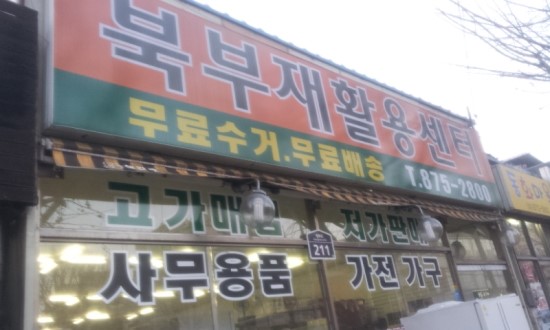 북부재활용센터
무료수거.무료배송 T.875-2800
고가매입 저가판매
211
사무용품 가전 가구